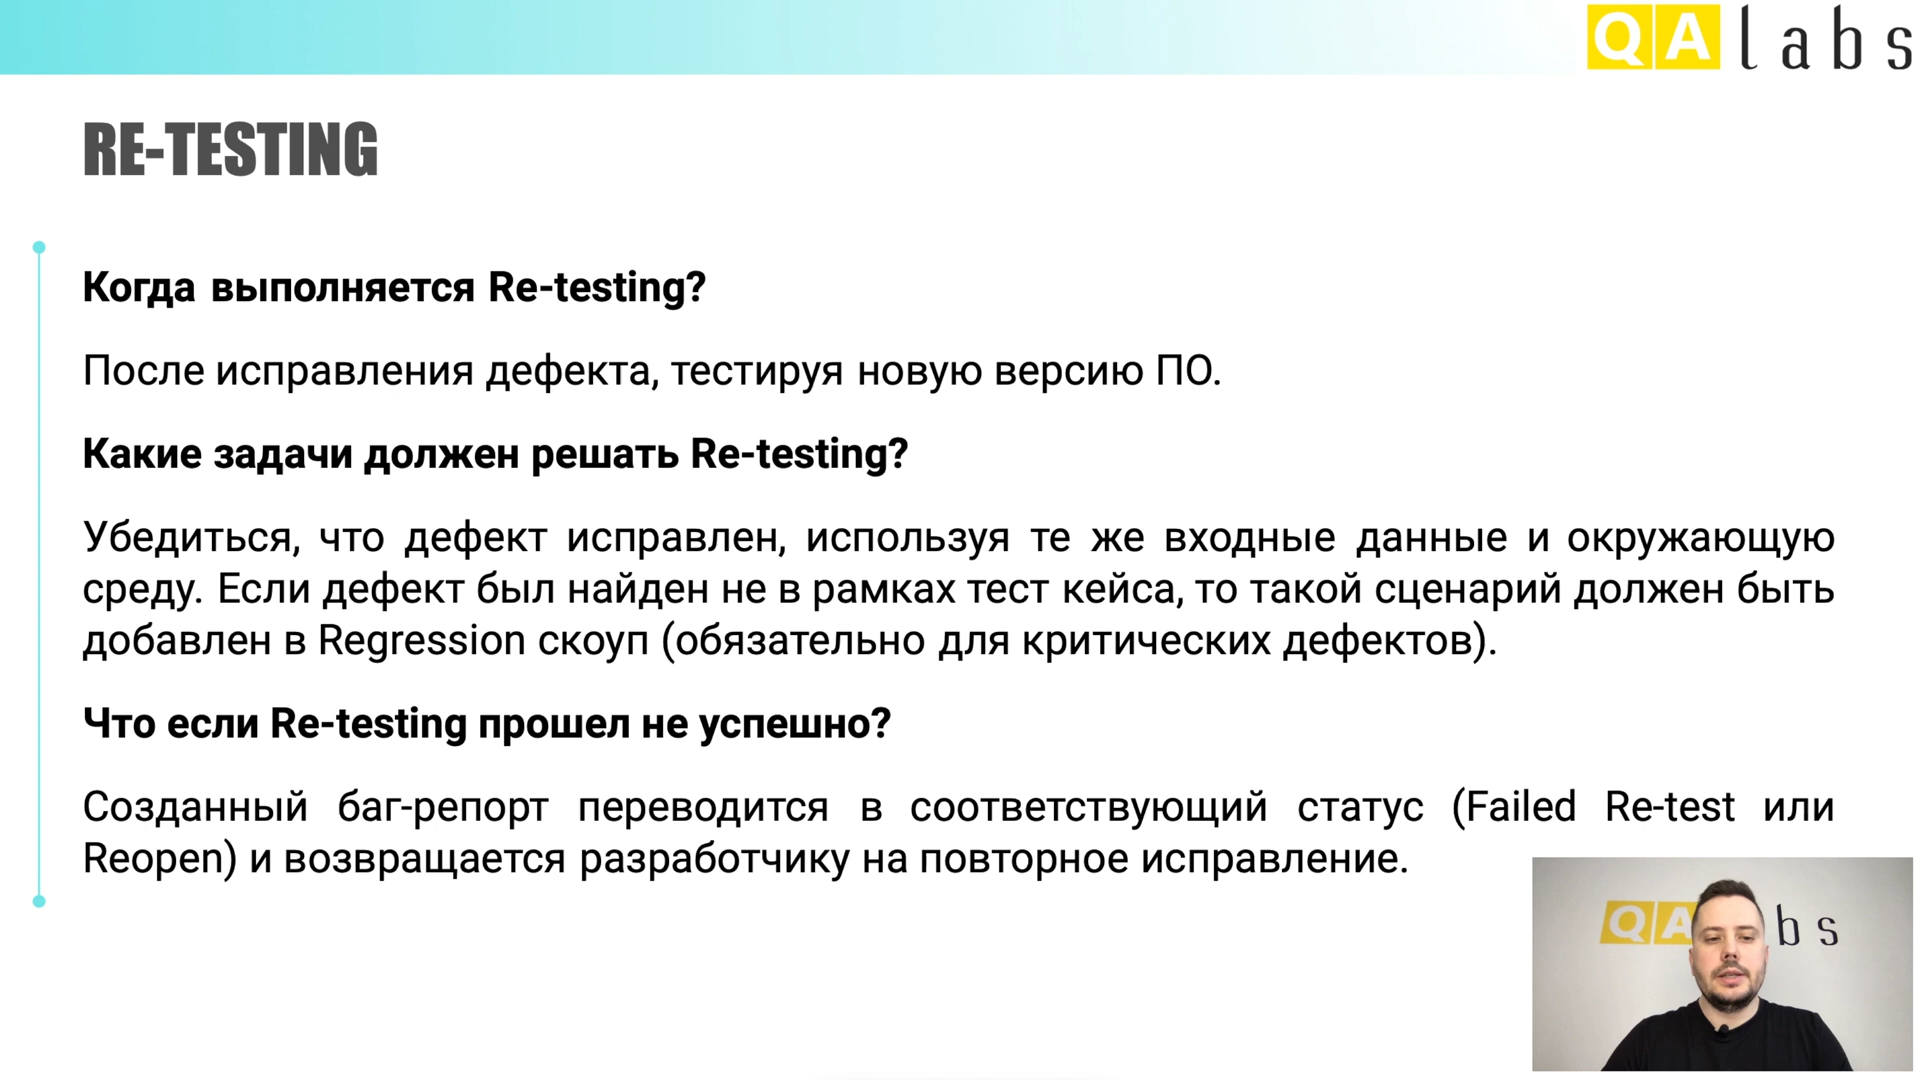 QA labs
RE-TESTING
Когда выполняется Re-testing?
После исправления дефекта, тестируя новую версию ПО.
Какие задачи должен решать Re-testing?
Убедиться, что дефект исправлен, используя те же входные данные и окружающую
среду. Если дефект был найден не в рамках тест кейса, то такой сценарий должен быть
добавлен в Regression скоуп (обязательно для критических дефектов).
Что если Re-testing прошел не успешно?
Созданный баг-репорт переводится в соответствующий статус (Failed Re-test или
Reopen) и возвращается разработчику на повторное исправление.
QA bs